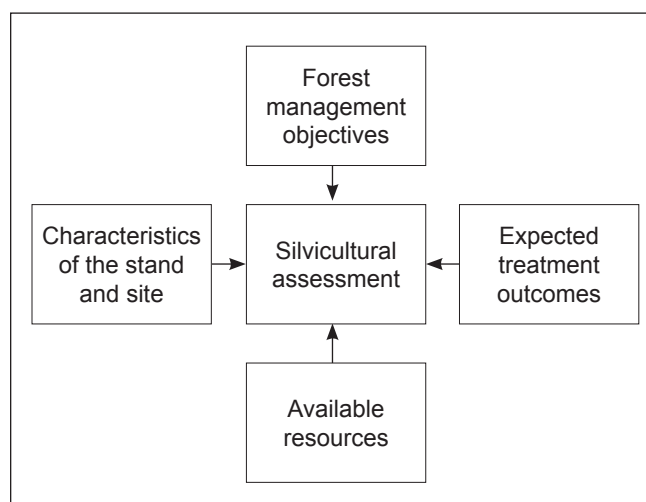 Forest
management
objectives
Characteristics
of the stand
and site
Silvicultural
assessment
Expected
treatment
outcomes
Available
resources